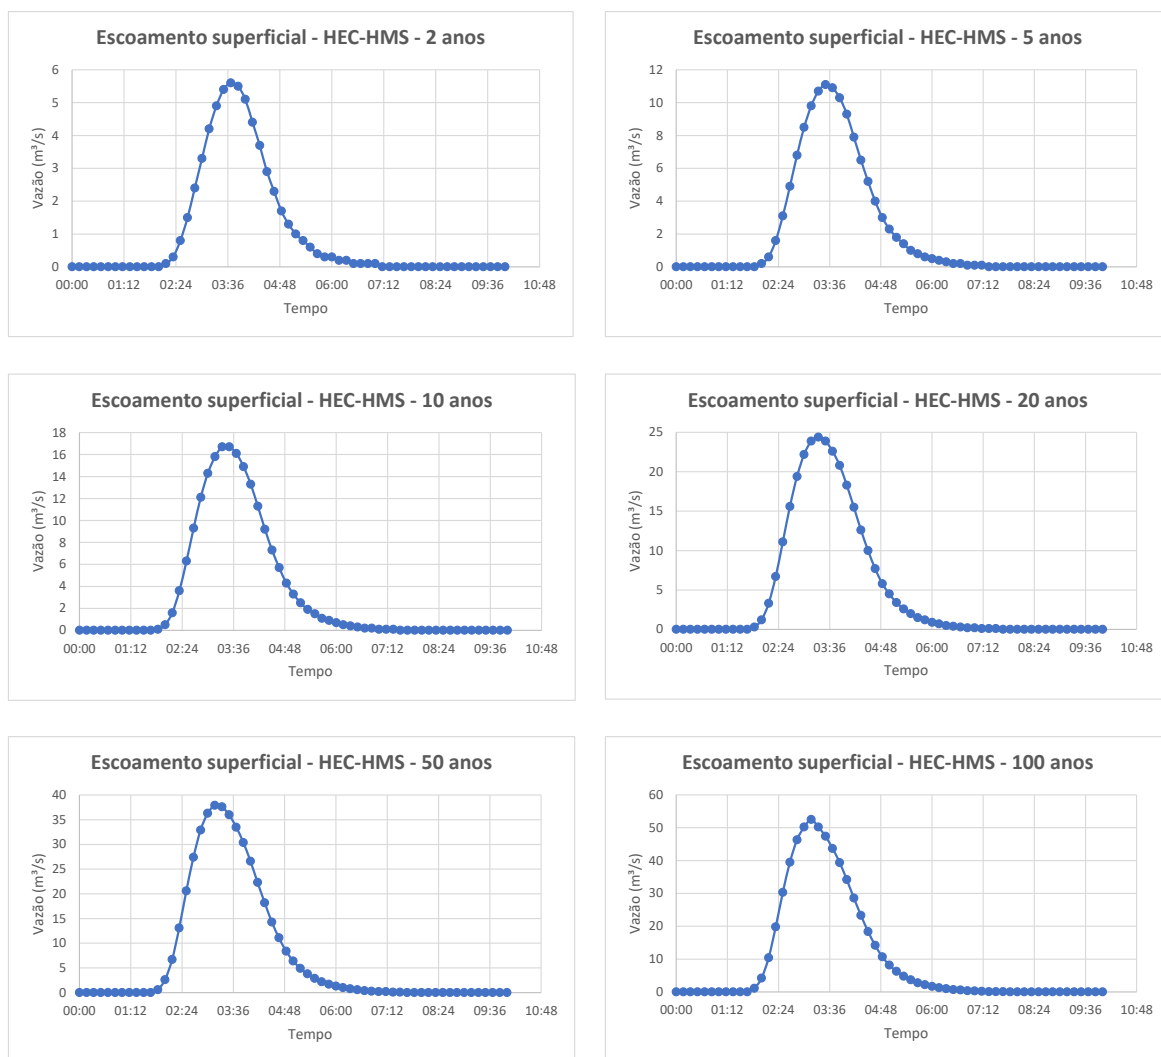 Escoamento superficial - HEC-HMS - 2 anos
6
5
4
3
2
1
0
Vazão (m³/s)
00:00 01:12 02:24 03:36 04:48 06:00 07:12 08:24 09:36 10:48
Tempo
Escoamento superficial - HEC-HMS - 5 anos
12
10
8
6
4
2
0
Vazão (m³/s)
00:00 01:12 02:24 03:36 04:48 06:00 07:12 08:24 09:36 10:48
Tempo
Escoamento superficial - HEC-HMS - 10 anos
18
16
14
12
10
8
6
4
2
0
Vazão (m³/s)
00:00 01:12 02:24 03:36 04:48 06:00 07:12 08:24 09:36 10:48
Tempo
Escoamento superficial - HEC-HMS - 20 anos
25
20
15
10
5
0
Vazão (m³/s)
00:00 01:12 02:24 03:36 04:48 06:00 07:12 08:24 09:36 10:48
Tempo
Escoamento superficial - HEC-HMS - 50 anos
40
35
30
25
20
15
10
5
0
Vazão (m³/s)
00:00 01:12 02:24 03:36 04:48 06:00 07:12 08:24 09:36 10:48
Tempo
Escoamento superficial - HEC-HMS - 100 anos
60
50
40
30
20
10
0
Vazão (m³/s)
00:00 01:12 02:24 03:36 04:48 06:00 07:12 08:24 09:36 10:48
Tempo